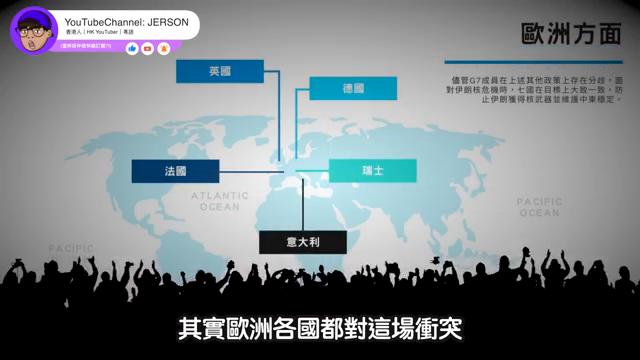 YouTubeChannel: JERSON
香港人 | HK YouTuber | 粵語
歐洲方面
儘管G7成員在上述其他政策上存在分歧，面
對伊朗核危機時，七國在目標上大致一致，防
止伊朗獲得核武器並維護中東穩定。
英國
德國
法國
瑞士
意大利
ATLANTIC
OCEAN
PACIFIC
OCEAN
PACIFIC
其實歐洲各國都對這場衝突